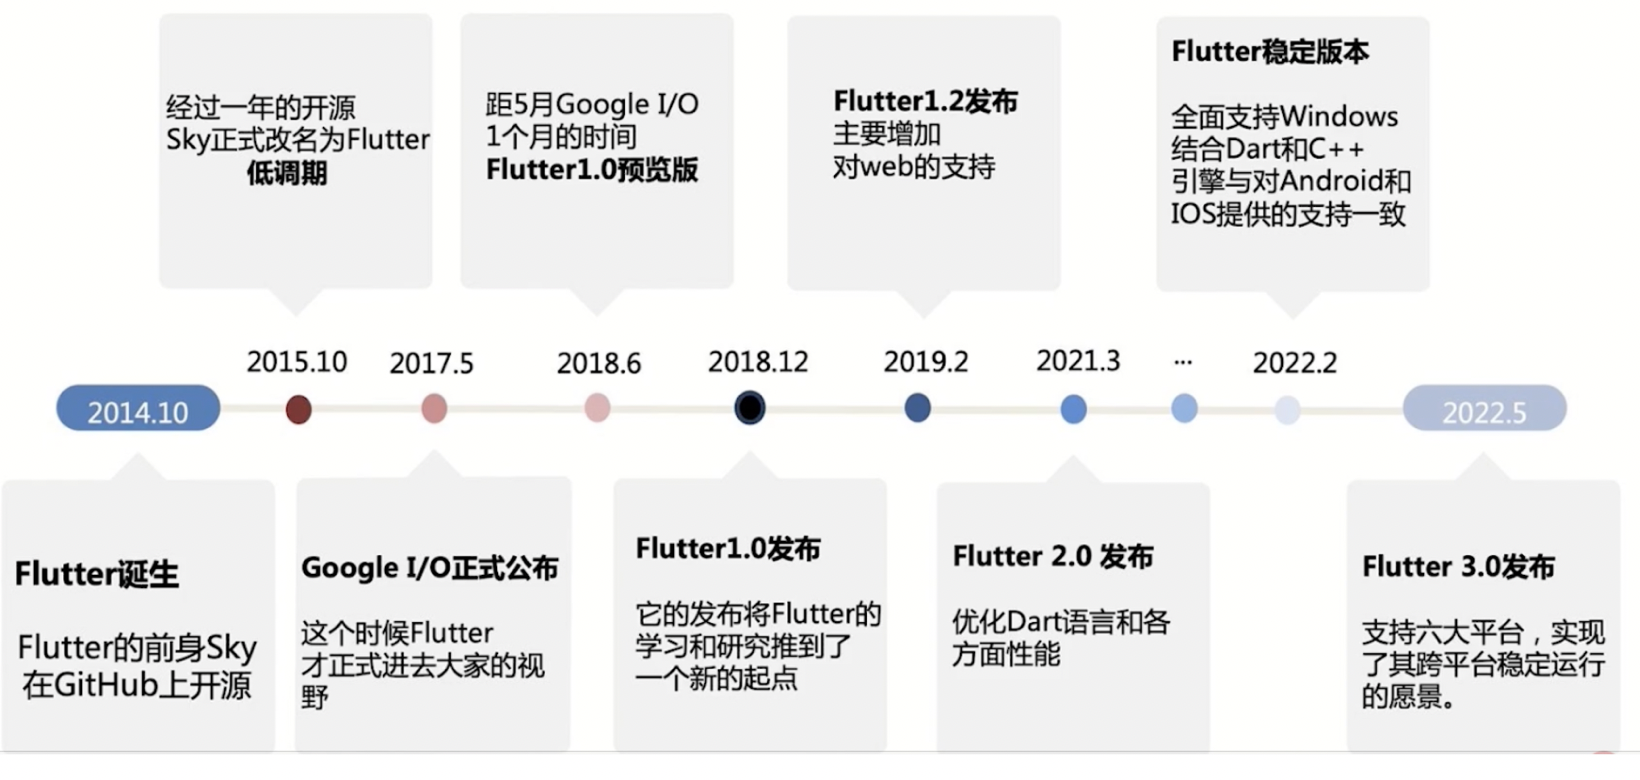 经过一年的开源
Sky正式改名为Flutter
低调期
距5月Google I/O
1个月的时间
Flutter1.0预览版
Flutter1.2发布
主要增加
对web的支持
Flutter稳定版本
全面支持Windows
结合Dart和C++
引擎与对Android和
IOS提供的支持一致
2014.10
2015.10
2017.5
2018.6
2018.12
2019.2
2021.3
...
2022.2
2022.5
Flutter诞生
Flutter的前身Sky
在GitHub上开源
Google I/O正式公布
这个时候Flutter
才正式进去大家的视
野
Flutter1.0发布
它的发布将Flutter的
学习和研究推到了
一个新的起点
Flutter 2.0 发布
优化Dart语言和各
方面性能
Flutter 3.0发布
支持六大平台，实现
了其跨平台稳定运行
的愿景。